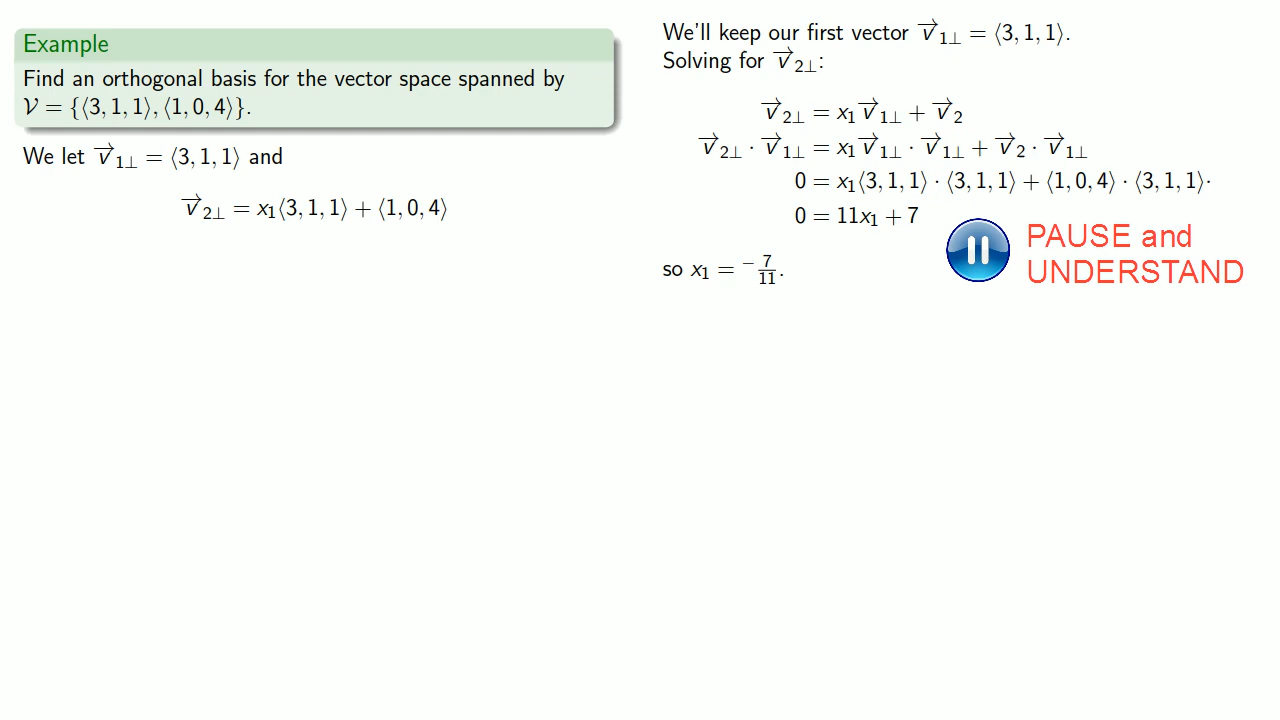 Example
Find an orthogonal basis for the vector space spanned by
𝒱 = {⟨3, 1, 1⟩, ⟨1, 0, 4⟩}.
We let v⃗₁⊥ = ⟨3, 1, 1⟩ and
v⃗₂⊥ = x₁⟨3, 1, 1⟩ + ⟨1, 0, 4⟩
We'll keep our first vector v⃗₁⊥ = ⟨3, 1, 1⟩.
Solving for v⃗₂⊥:
v⃗₂⊥ = x₁v⃗₁⊥ + v⃗₂
v⃗₂⊥ · v⃗₁⊥ = x₁v⃗₁⊥ · v⃗₁⊥ + v⃗₂ · v⃗₁⊥
0 = x₁⟨3, 1, 1⟩ · ⟨3, 1, 1⟩ + ⟨1, 0, 4⟩ · ⟨3, 1, 1⟩·
0 = 11x₁ + 7
so x₁ = −7/11.
PAUSE and
UNDERSTAND